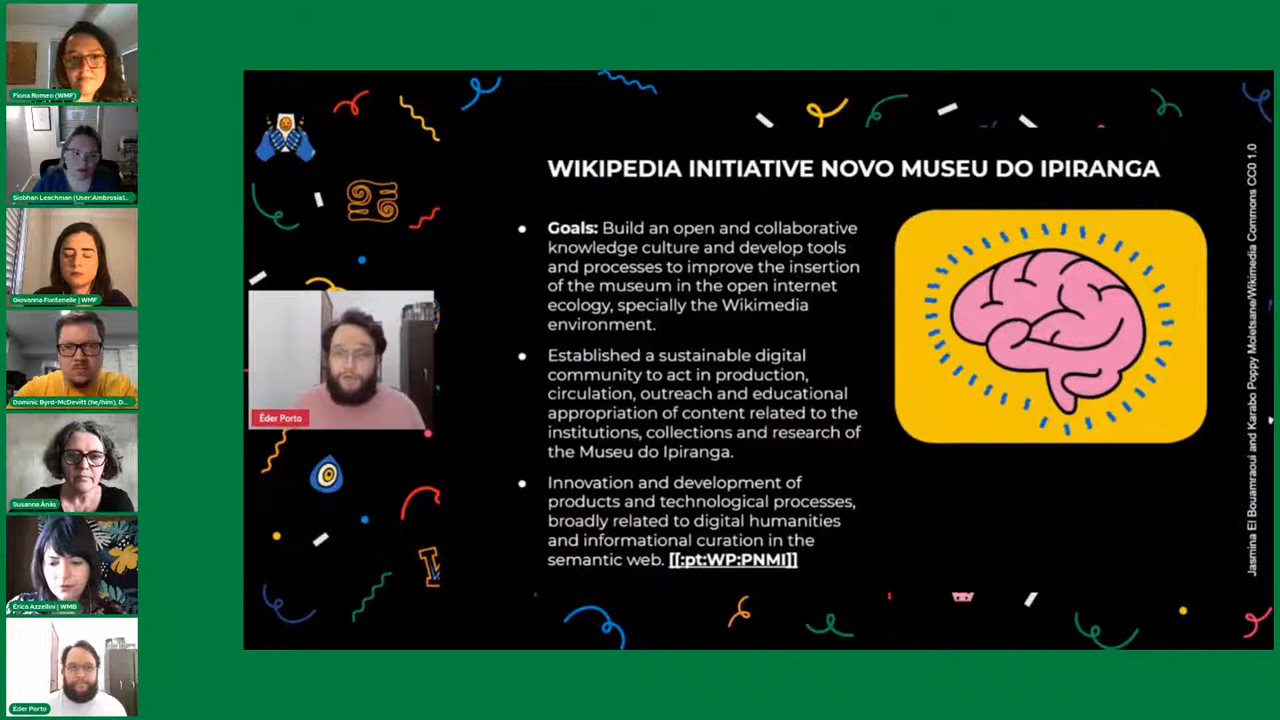 Fiona Romeo (WMF)
Siobhan Leachman (User:Ambrosia1...
Giovanna Fontenelle | WMF
Dominic Byrd-McDevitt (he/him), D...
Susanna Ånäs
Érica Azzellini | WMB
Éder Porto
Éder Porto
WIKIPEDIA INITIATIVE NOVO MUSEU DO IPIRANGA
● Goals: Build an open and collaborative
knowledge culture and develop tools
and processes to improve the insertion
of the museum in the open internet
ecology, specially the Wikimedia
environment.
● Established a sustainable digital
community to act in production,
circulation, outreach and educational
appropriation of content related to the
institutions, collections and research of
the Museu do Ipiranga.
● Innovation and development of
products and technological processes,
broadly related to digital humanities
and informational curation in the
semantic web. [[:pt:WP:PNMI]]
Jasmina El Bouamraoui and Karabo Poppy Moletsane/Wikimedia Commons CC0 1.0